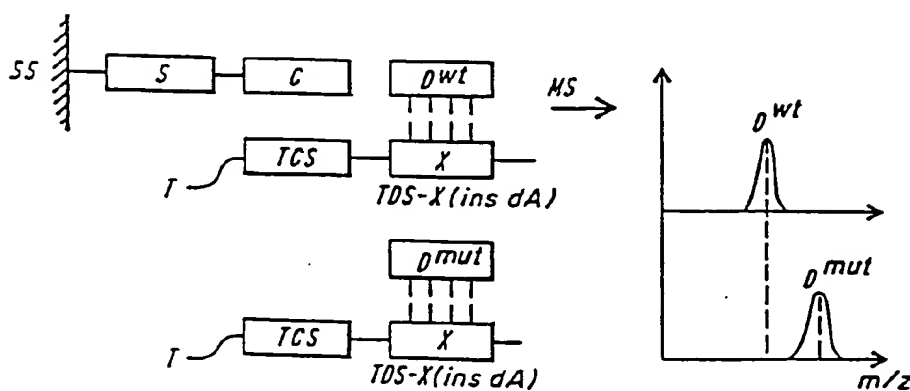 SS S C D^wt MS
T TCS X
TDS-X (ins dA)
D^mut
T TCS X
TDS-X (ins dA)
D^wt
D^mut
m/z